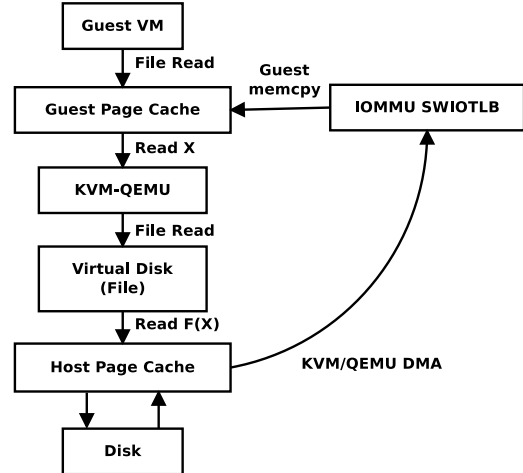 Guest VM
File Read
Guest
memcpy
Guest Page Cache
IOMMU SWIOTLB
Read X
KVM-QEMU
File Read
Virtual Disk
(File)
Read F(X)
Host Page Cache
KVM/QEMU DMA
Disk